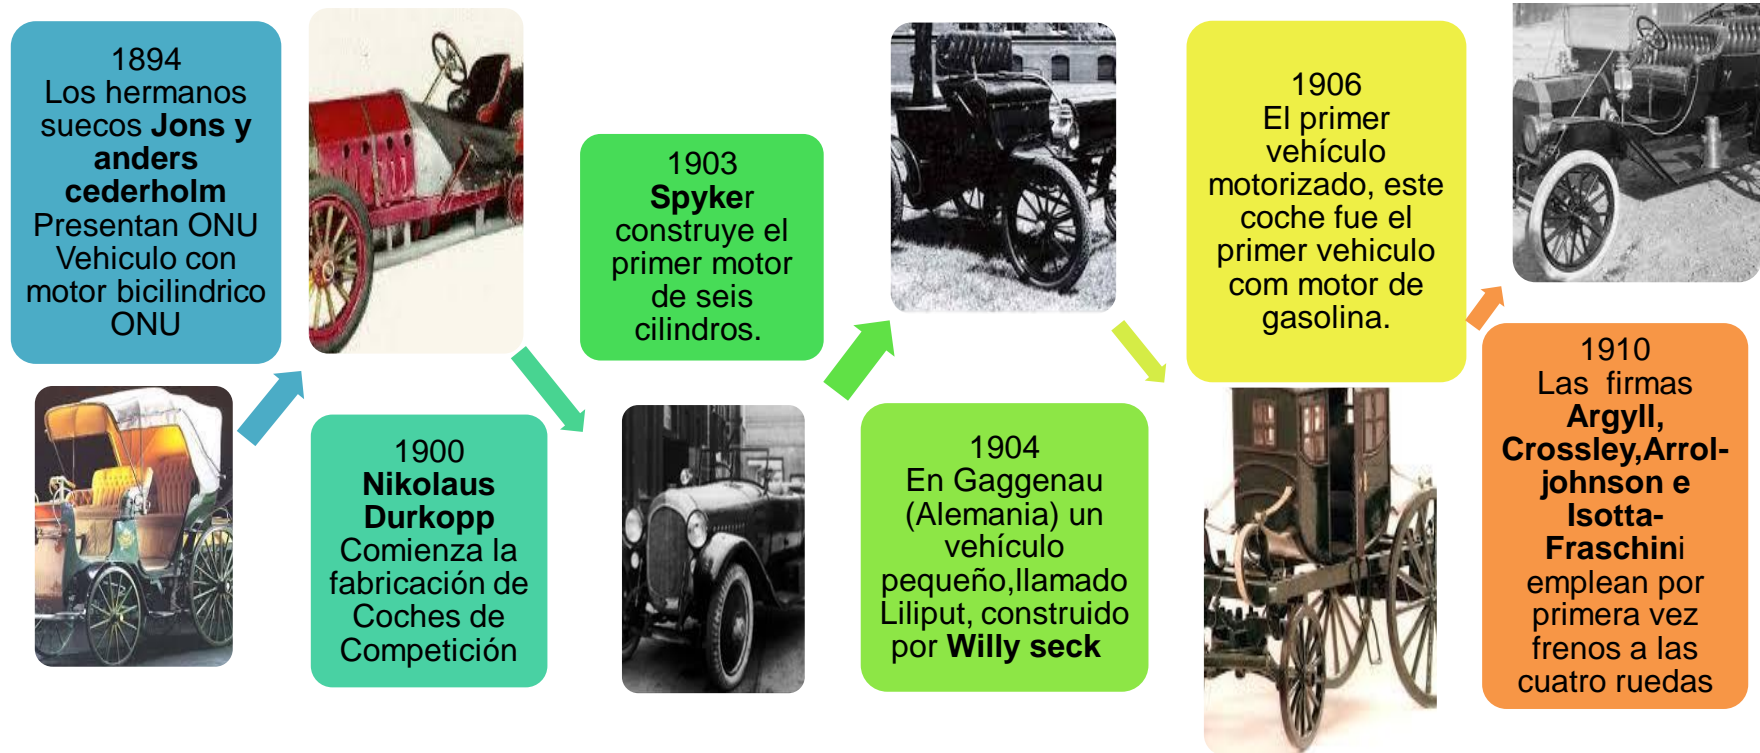 1894
Los hermanos
suecos Jons y
anders
cederholm
Presentan ONU
Vehiculo con
motor bicilindrico
ONU
1900
Nikolaus
Durkopp
Comienza la
fabricación de
Coches de
Competición
1903
Spyker
construye el
primer motor
de seis
cilindros.
1904
En Gaggenau
(Alemania) un
vehículo
pequeño,llamado
Liliput, construido
por Willy seck
1906
El primer
vehículo
motorizado, este
coche fue el
primer vehiculo
com motor de
gasolina.
1910
Las firmas
Argyll,
Crossley,Arrol-
johnson e
Isotta-
Fraschini
emplean por
primera vez
frenos a las
cuatro ruedas